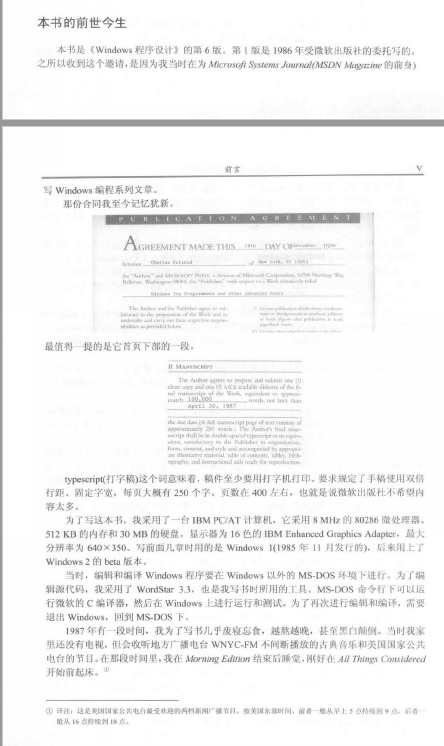 本书的前世今生
本书是《Windows 程序设计》的第 6 版。第 1 版是 1986 年受微软出版社的委托写的。
之所以收到这个邀请,是因为我当时在为 Microsoft Systems Journal(MSDN Magazine 的前身)
前言 V
写 Windows 编程系列文章。
那份合同我至今记忆犹新。
PUBLICATION AGREEMENT
AGREEMENT MADE THIS 19th DAY OF December 19
between Charles Petzold of New York, NY 10003
the "Author," and MICROSOFT PRESS, a division of Microsoft Corporation, 16011 Northup Way,
Bellevue, Washington 98004, the "Publisher," with respect to a Work tentatively titled
Windows for Programmers and Other Advanced Users
The Author and the Publisher agree to col-
laborate in the preparation of the Work and to
undertake and carry out their respective respon-
sibilities as provided below.
最值得一提的是它首页下部的一段。
II MANUSCRIPT
The Author agrees to prepare and submit one (1)
clean copy and one (1) ASCII readable diskette of the fi-
nal manuscript of the Work, equivalent to approxi-
mately 100,000 words, not later than
April 30, 1987
the due date (A full manuscript page of text consists of
approximately 250 words.) The Author's final manu-
script shall be in double-spaced typescript or its equiv-
alent, satisfactory to the Publisher in organization,
form, content, and style and accompanied by appropri-
ate illustrative material, table of contents, tables, bibli-
ography, and instructional aids ready for reproduction.
typescript(打字稿)这个词意味着,稿件至少要用打字机打印。要求规定了手稿使用双倍
行距、固定字宽,每页大概有 250 个字。页数在 400 左右,也就是说微软出版社不希望内
容太多。
为了写这本书,我采用了一台 IBM PC/AT 计算机,它采用 8 MHz 的 80286 微处理器、
512 KB 的内存和 30 MB 的硬盘。显示器为 16 色的 IBM Enhanced Graphics Adapter,最大
分辨率为 640×350。写前面几章时用的是 Windows 1(1985 年 11 月发行的),后来用上了
Windows 2 的 beta 版本。
当时,编辑和编译 Windows 程序要在 Windows 以外的 MS-DOS 环境下进行。为了编
辑源代码,我采用了 WordStar 3.3,也是我写书时所用的工具。MS-DOS 命令行下可以运
行微软的 C 编译器,然后在 Windows 上进行运行和测试。为了再次进行编辑和编译,需要
退出 Windows,回到 MS-DOS 下。
1987 年有一段时间,我为了写书几乎废寝忘食,越熬越晚,甚至黑白颠倒。当时我家
里还没有电视,但会收听地方广播电台 WNYC-FM 不间断播放的古典音乐和美国国家公共
电台的节目。在那段时间里,我在 Morning Edition 结束后睡觉,刚好在 All Things Considered
开始前起床。①
① 译注:这是美国国家公共电台最受欢迎的两档新闻广播节目。按美国东部时间,前者一般从早上 5 点持续到 9 点,后者一
般从 16 点持续到 18 点。